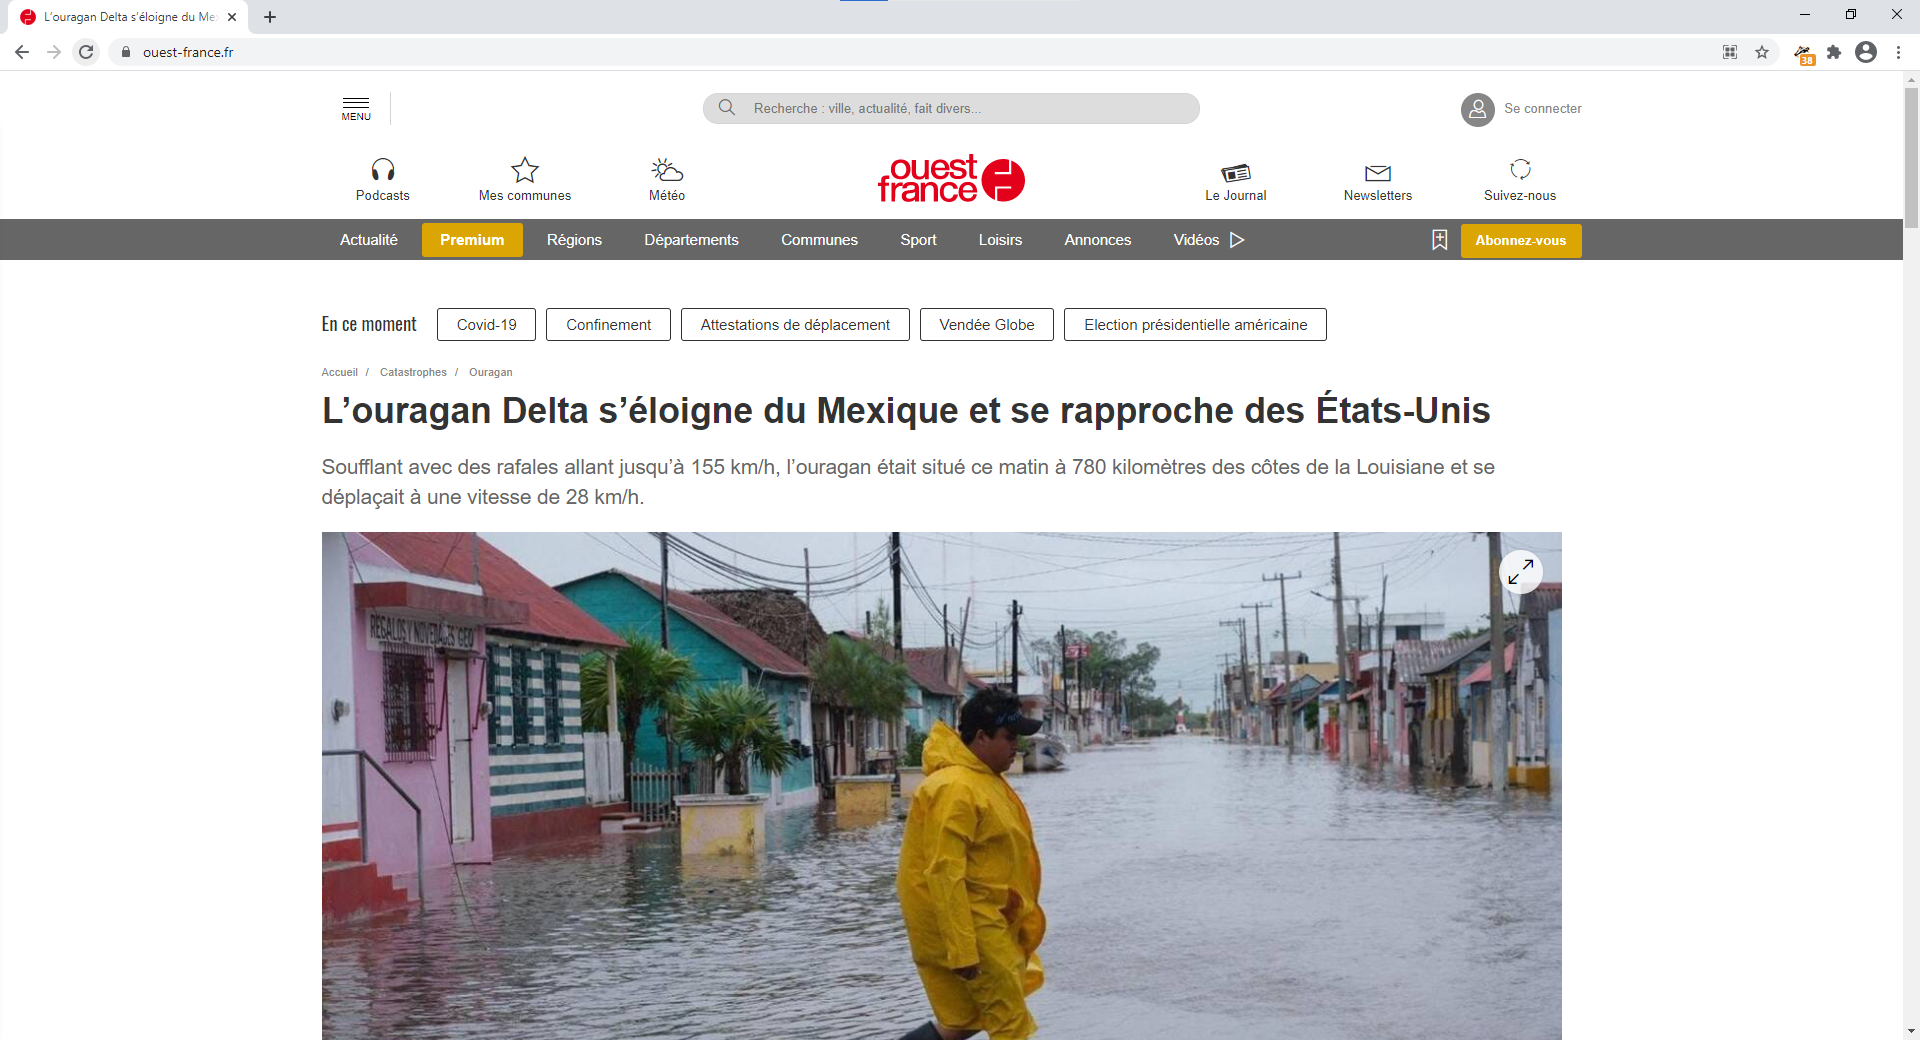 L'ouragan Delta s'éloigne du Me
ouest-france.fr
38
MENU
Recherche : ville, actualité, fait divers...
Se connecter
Podcasts
Mes communes
Météo
ouest
france
Le Journal
Newsletters
Suivez-nous
Actualité
Premium
Régions
Départements
Communes
Sport
Loisirs
Annonces
Vidéos
Abonnez-vous
En ce moment
Covid-19
Confinement
Attestations de déplacement
Vendée Globe
Election présidentielle américaine
Accueil / Catastrophes / Ouragan
L’ouragan Delta s’éloigne du Mexique et se rapproche des États-Unis
Soufflant avec des rafales allant jusqu’à 155 km/h, l’ouragan était situé ce matin à 780 kilomètres des côtes de la Louisiane et se
déplaçait à une vitesse de 28 km/h.
REGALOS Y NOVEDADES GEO